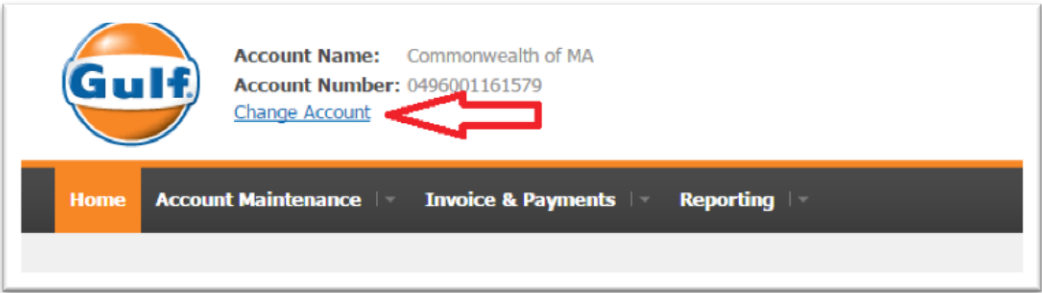 Gulf
Account Name: Commonwealth of MA
Account Number: 0496001161579
Change Account
Home Account Maintenance Invoice & Payments Reporting